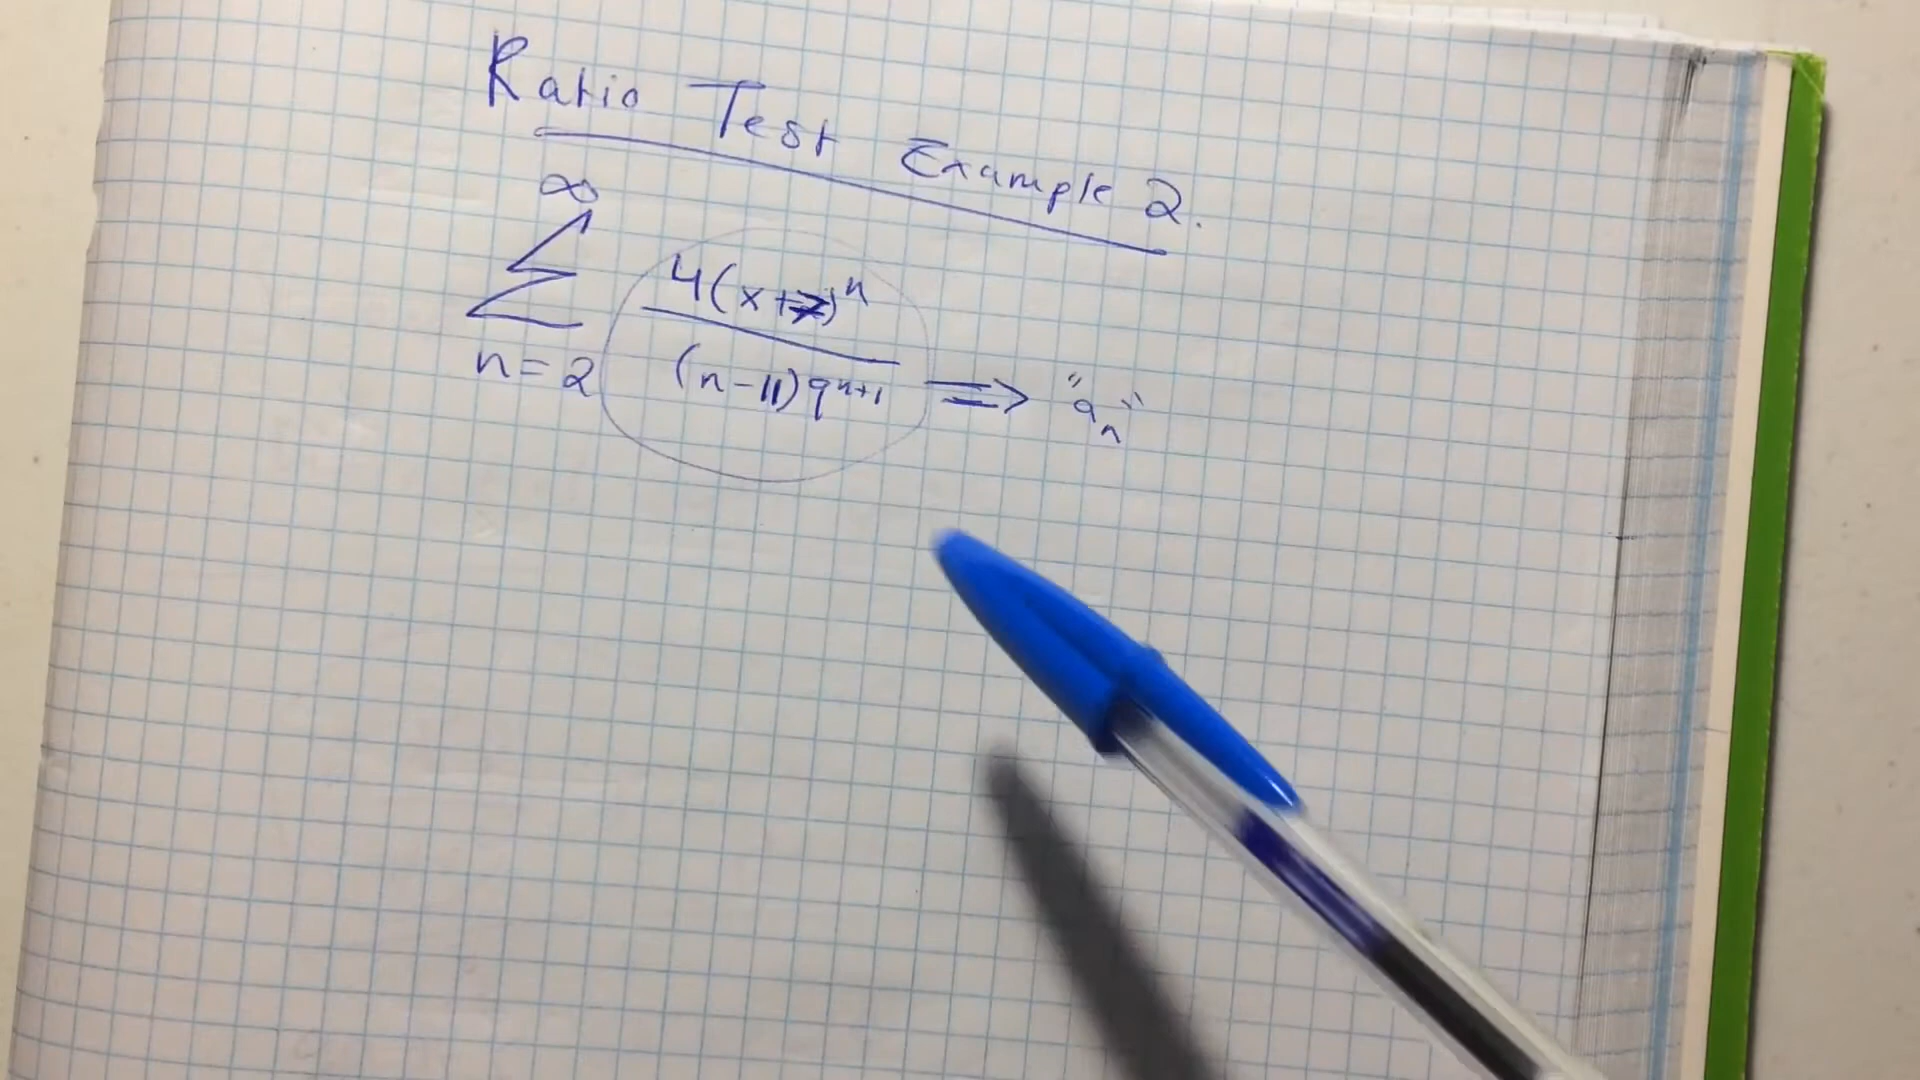 Ratio Test Example 2.
∞
Σ 4(x+7)^n
n=2 (n-11)9^n+1 => "a_n"